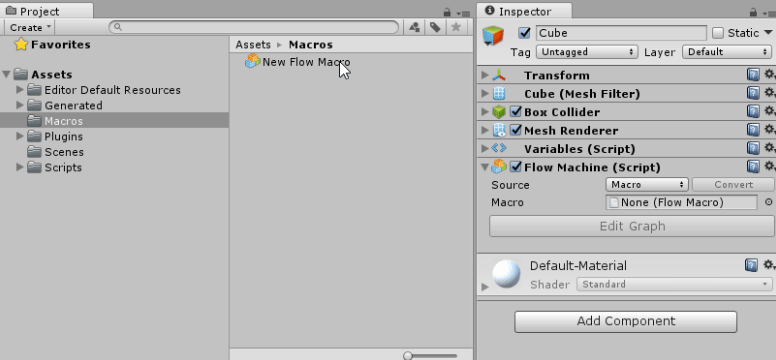 Project
Create
Favorites
Assets
Editor Default Resources
Generated
Macros
Plugins
Scenes
Scripts
Assets ▸ Macros
New Flow Macro
Inspector
Cube
Static
Tag Untagged Layer Default
Transform
Cube (Mesh Filter)
Box Collider
Mesh Renderer
Variables (Script)
Flow Machine (Script)
Source Macro Convert
Macro None (Flow Macro)
Edit Graph
Default-Material
Shader Standard
Add Component